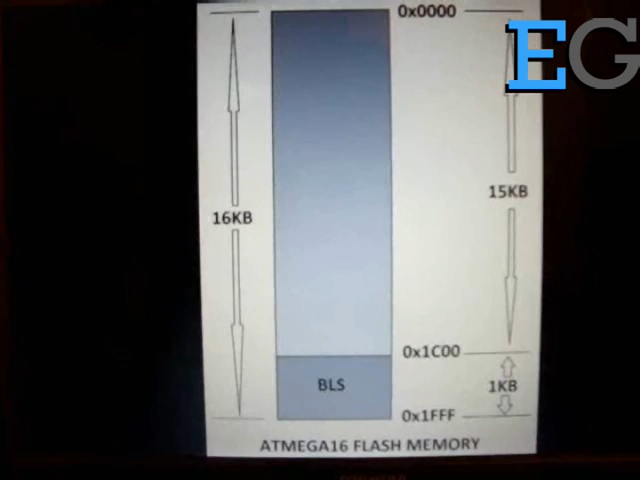 0x0000
EG
15KB
16KB
0x1C00
BLS
1KB
0x1FFF
ATMEGA16 FLASH MEMORY